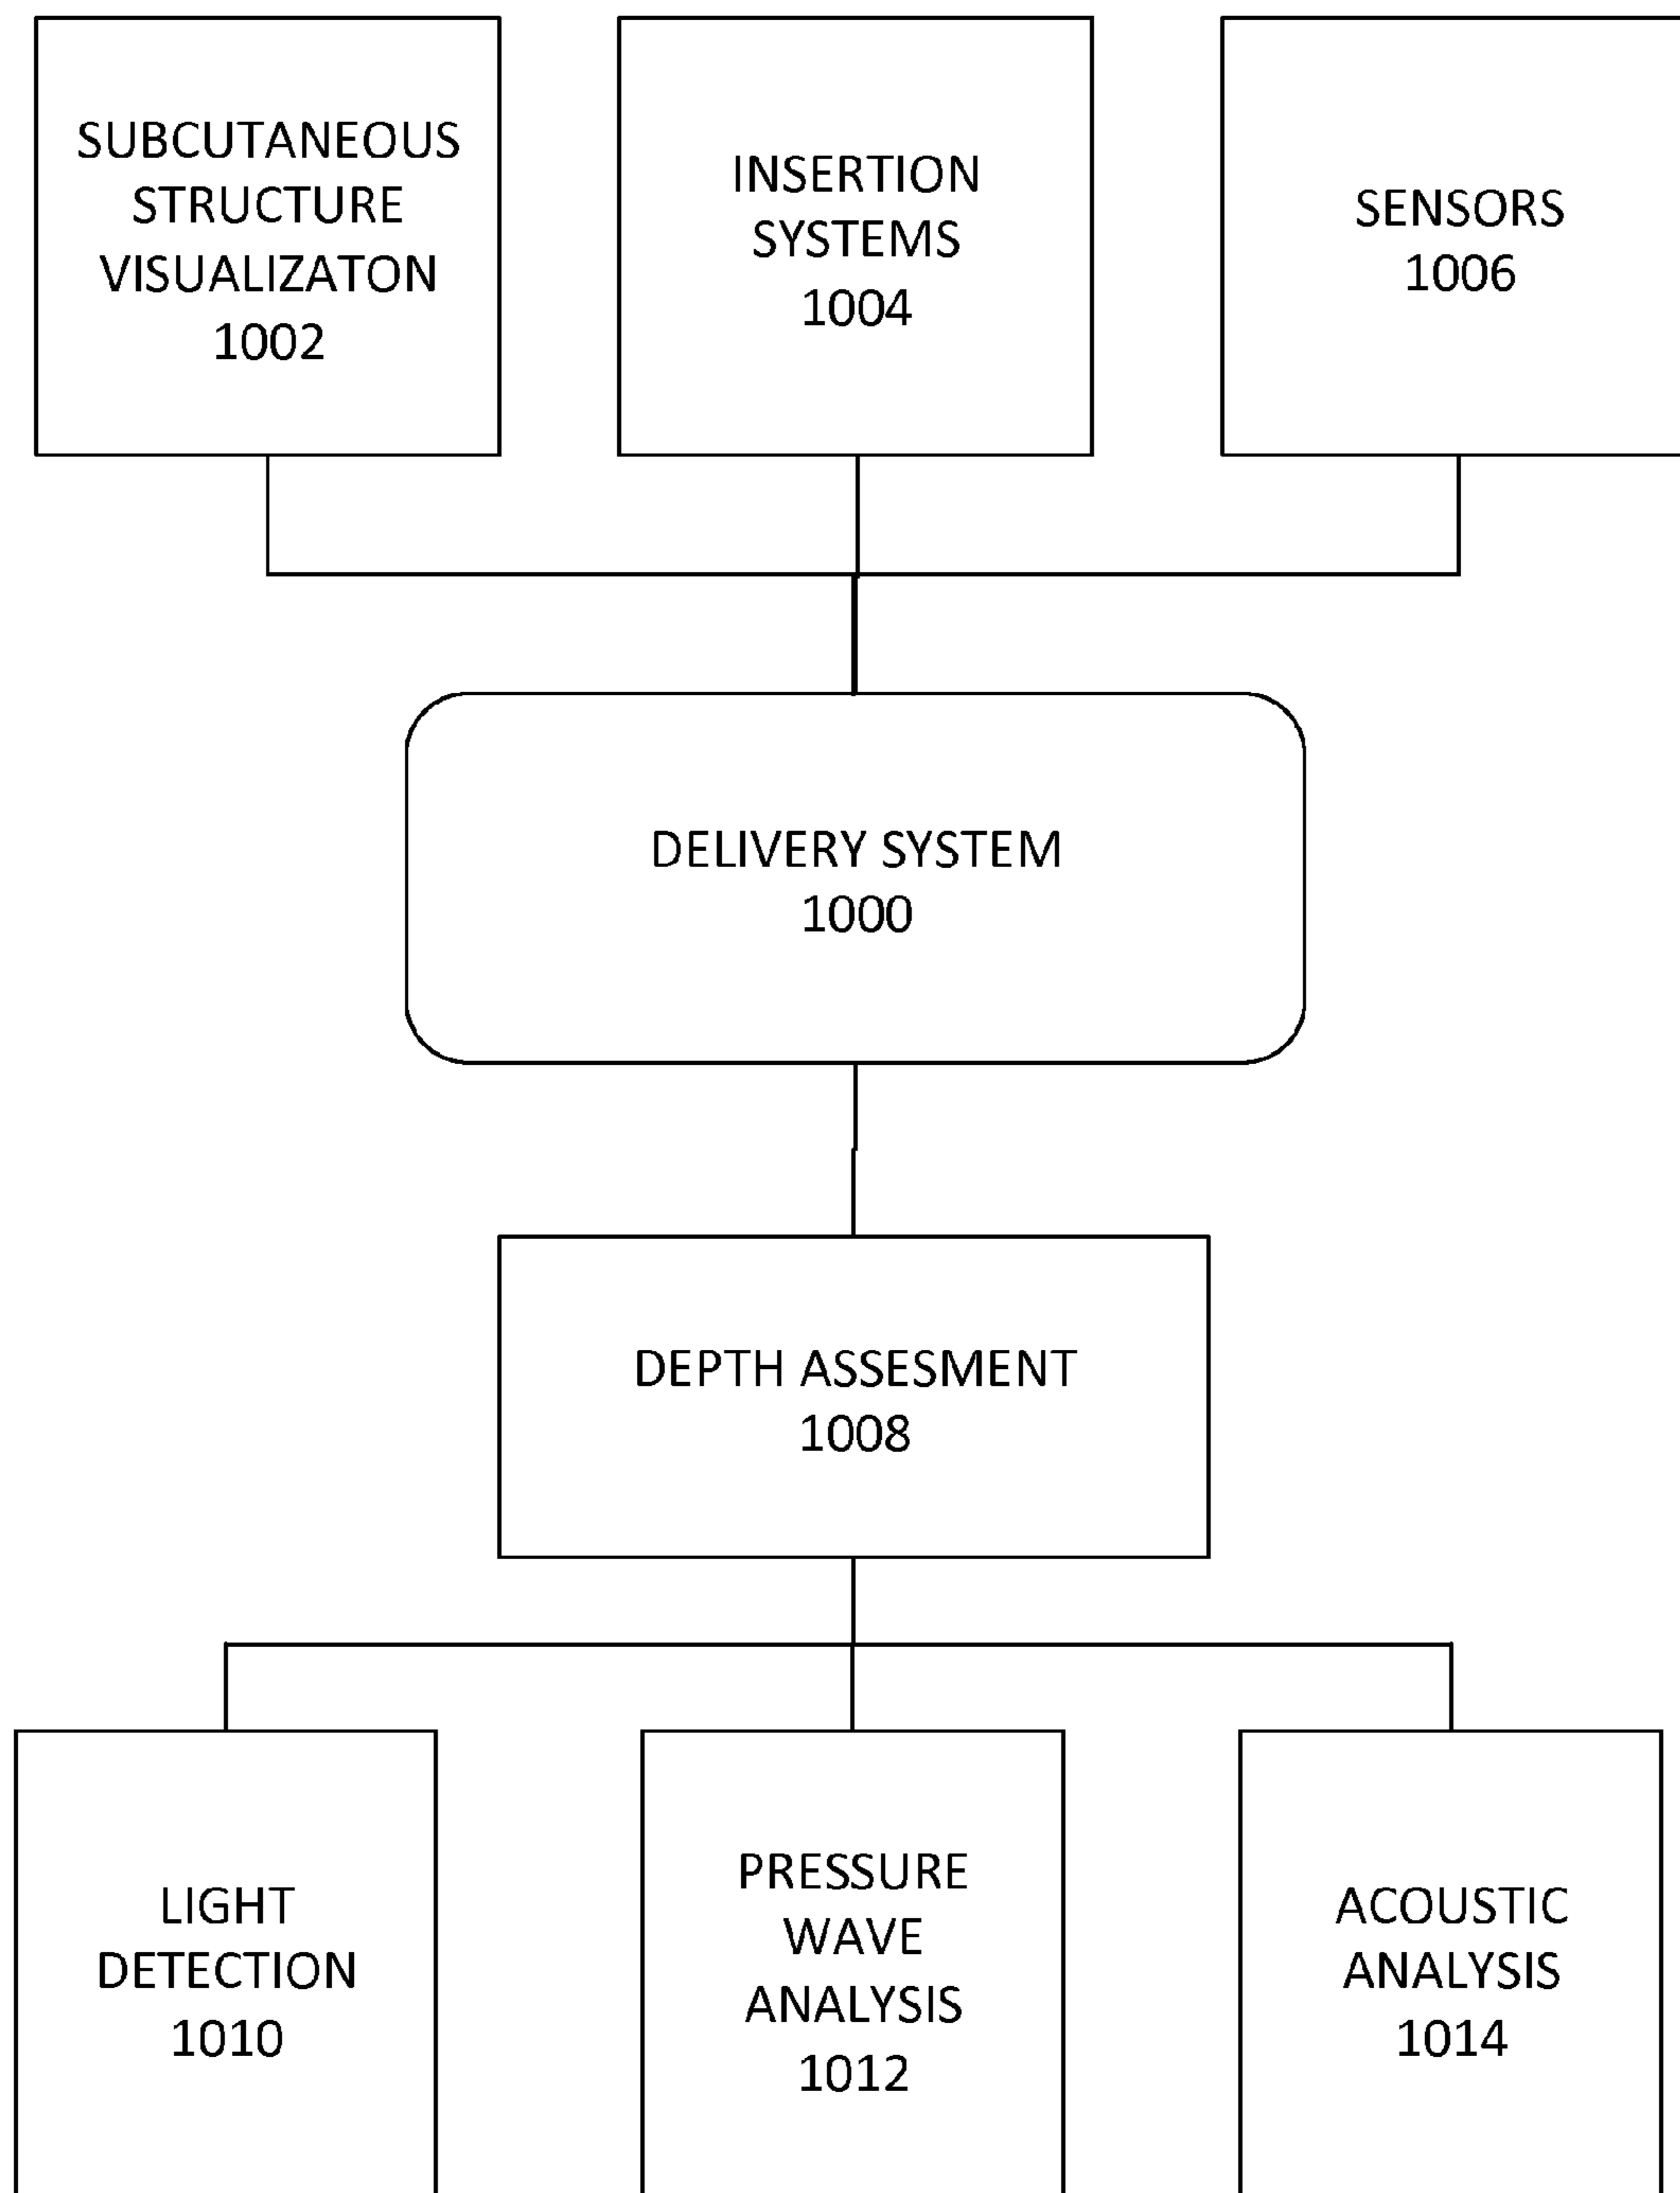 SUBCUTANEOUS
STRUCTURE
VISUALIZATON
1002
INSERTION
SYSTEMS
1004
SENSORS
1006
DELIVERY SYSTEM
1000
DEPTH ASSESMENT
1008
LIGHT
DETECTION
1010
PRESSURE
WAVE
ANALYSIS
1012
ACOUSTIC
ANALYSIS
1014